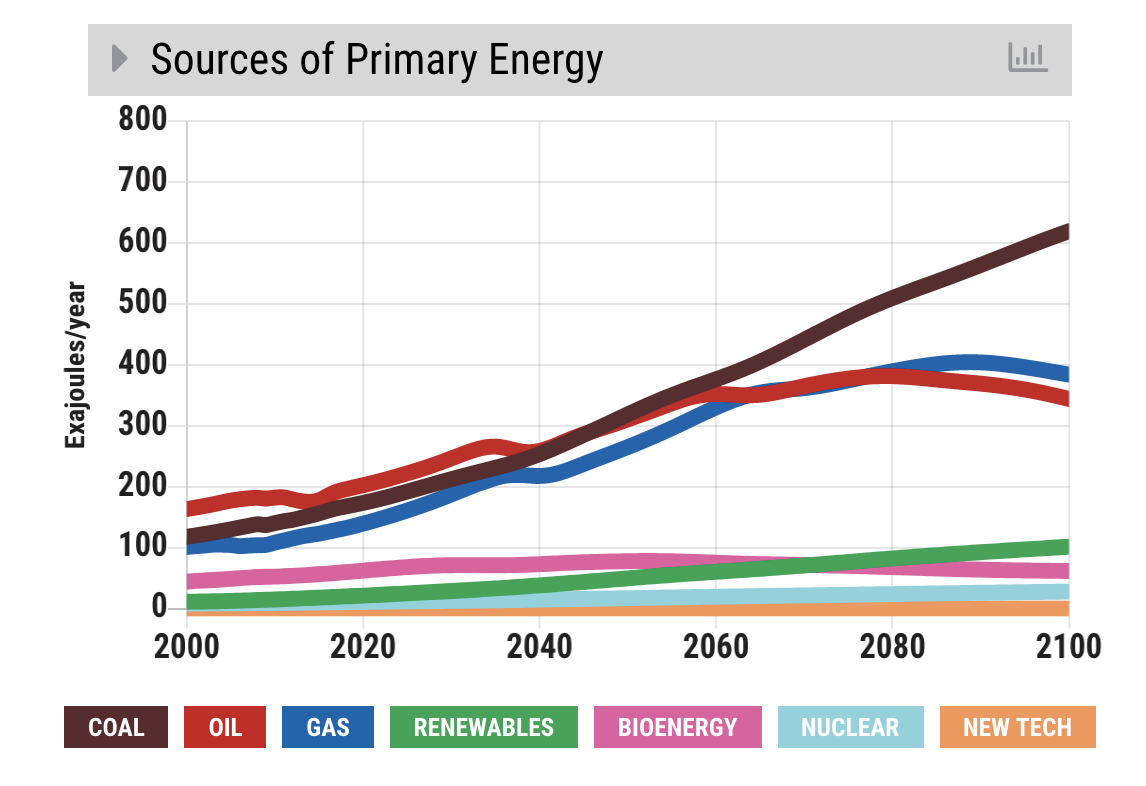 Sources of Primary Energy
800
700
600
500
400
300
200
100
0
Exajoules/year
2000 2020 2040 2060 2080 2100
COAL OIL GAS RENEWABLES BIOENERGY NUCLEAR NEW TECH